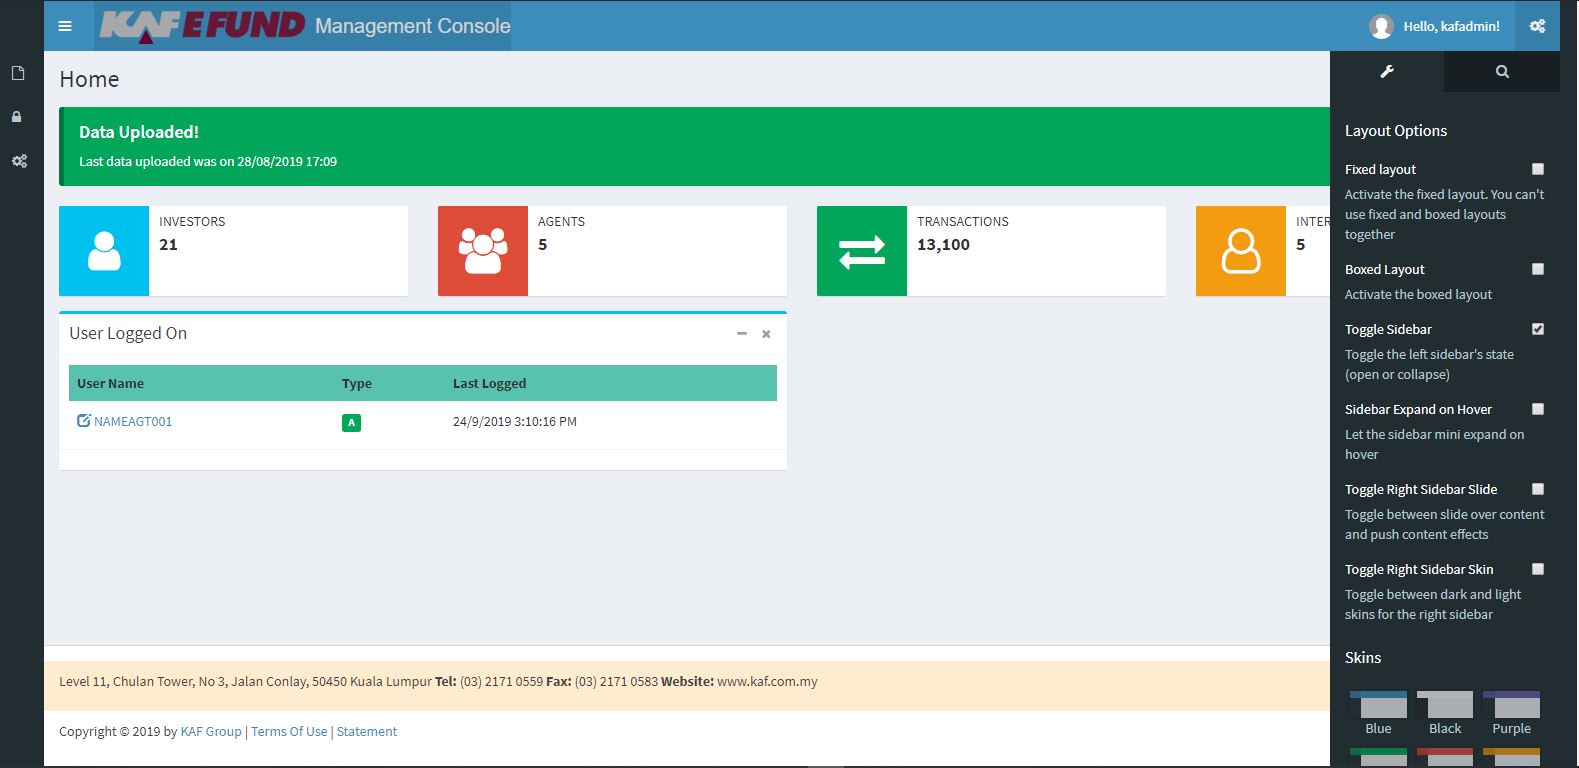 KAF E FUND Management Console
Hello, kafadmin!
Home
Data Uploaded!
Last data uploaded was on 28/08/2019 17:09
INVESTORS
21
AGENTS
5
TRANSACTIONS
13,100
INTER
5
User Logged On
User Name Type Last Logged
NAMEAGT001 A 24/9/2019 3:10:16 PM
Level 11, Chulan Tower, No 3, Jalan Conlay, 50450 Kuala Lumpur Tel: (03) 2171 0559 Fax: (03) 2171 0583 Website: www.kaf.com.my
Copyright © 2019 by KAF Group | Terms Of Use | Statement
Layout Options
Fixed layout
Activate the fixed layout. You can't
use fixed and boxed layouts
together
Boxed Layout
Activate the boxed layout
Toggle Sidebar
Toggle the left sidebar's state
(open or collapse)
Sidebar Expand on Hover
Let the sidebar mini expand on
hover
Toggle Right Sidebar Slide
Toggle between slide over content
and push content effects
Toggle Right Sidebar Skin
Toggle between dark and light
skins for the right sidebar
Skins
Blue Black Purple